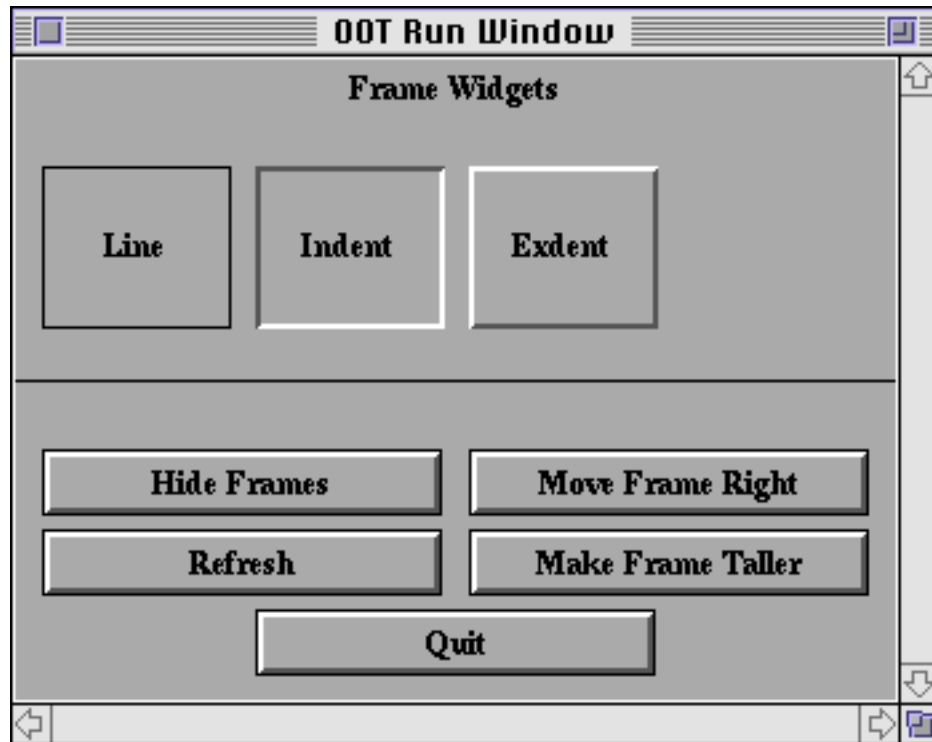 OOT Run Window
Frame Widgets
Line Indent Exdent
Hide Frames Move Frame Right
Refresh Make Frame Taller
Quit